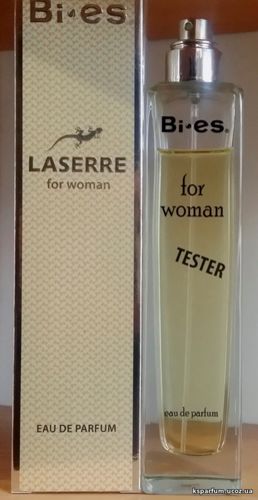 Bi-es
LASERRE
for woman
EAU DE PARFUM
Bi-es.
for
woman
TESTER
eau de parfum
ksparfum.ucoz.ua